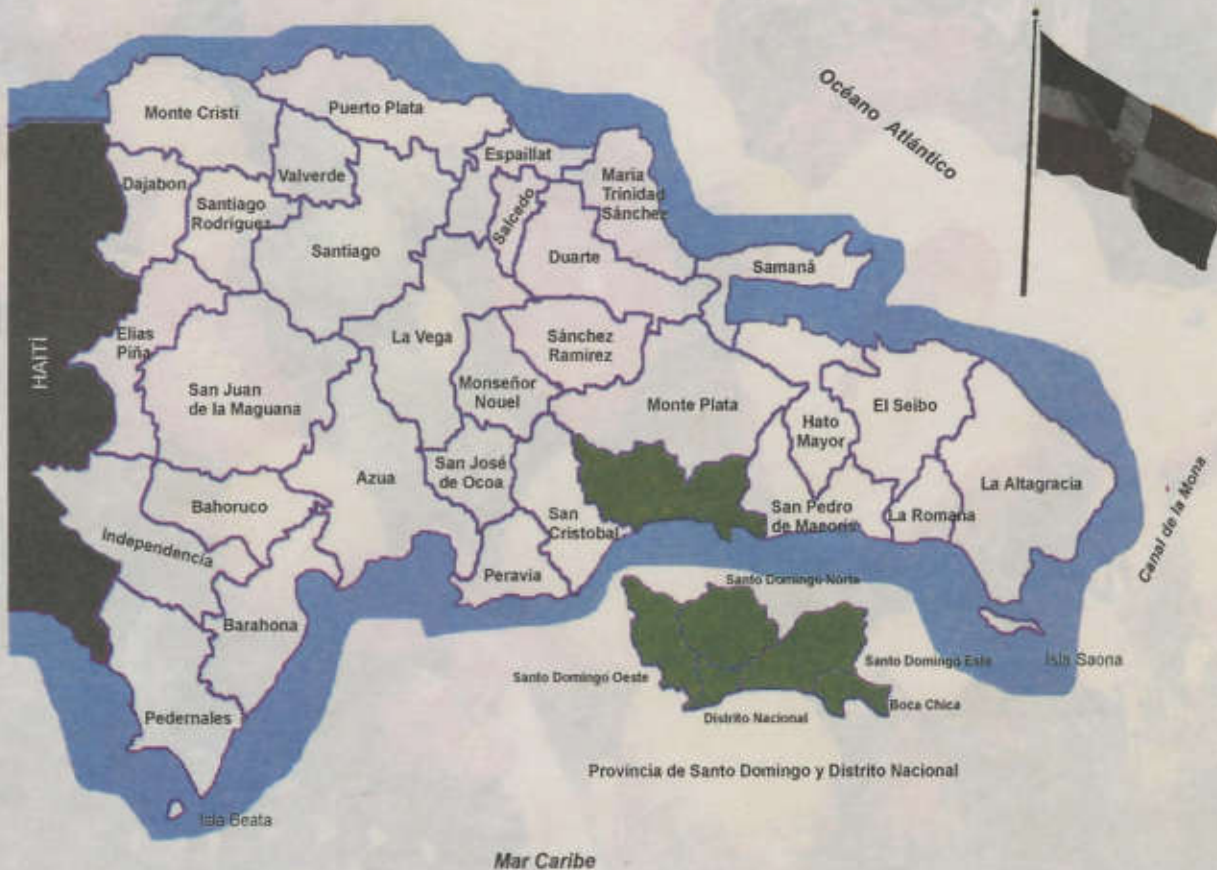 Océano Atlántico
Puerto Plata
Monte Cristi
Espaillat
Maria
Trinidad
Sánchez
Valverde
Dajabon
Santiago
Rodriguez
Salcedo
Santiago
Duarte
Samaná
HAITÍ
Elias
Piña
La Vega
Sánchez
Ramirez
San Juan
de la Maguana
Monseñor
Nouel
Monte Plata
El Seibo
Hato
Mayor
San José
de Ocoa
Azua
La Altagracia
Bahoruco
San
Cristobal
San Pedro
de Macoris
La Romana
Canal de la Mona
Independencia
Peravia
Barahona
Santo Domingo Norte
Santo Domingo Este
Isla Saona
Santo Domingo Oeste
Boca Chica
Distrito Nacional
Pedernales
Provincia de Santo Domingo y Distrito Nacional
Isla Beata
Mar Caribe